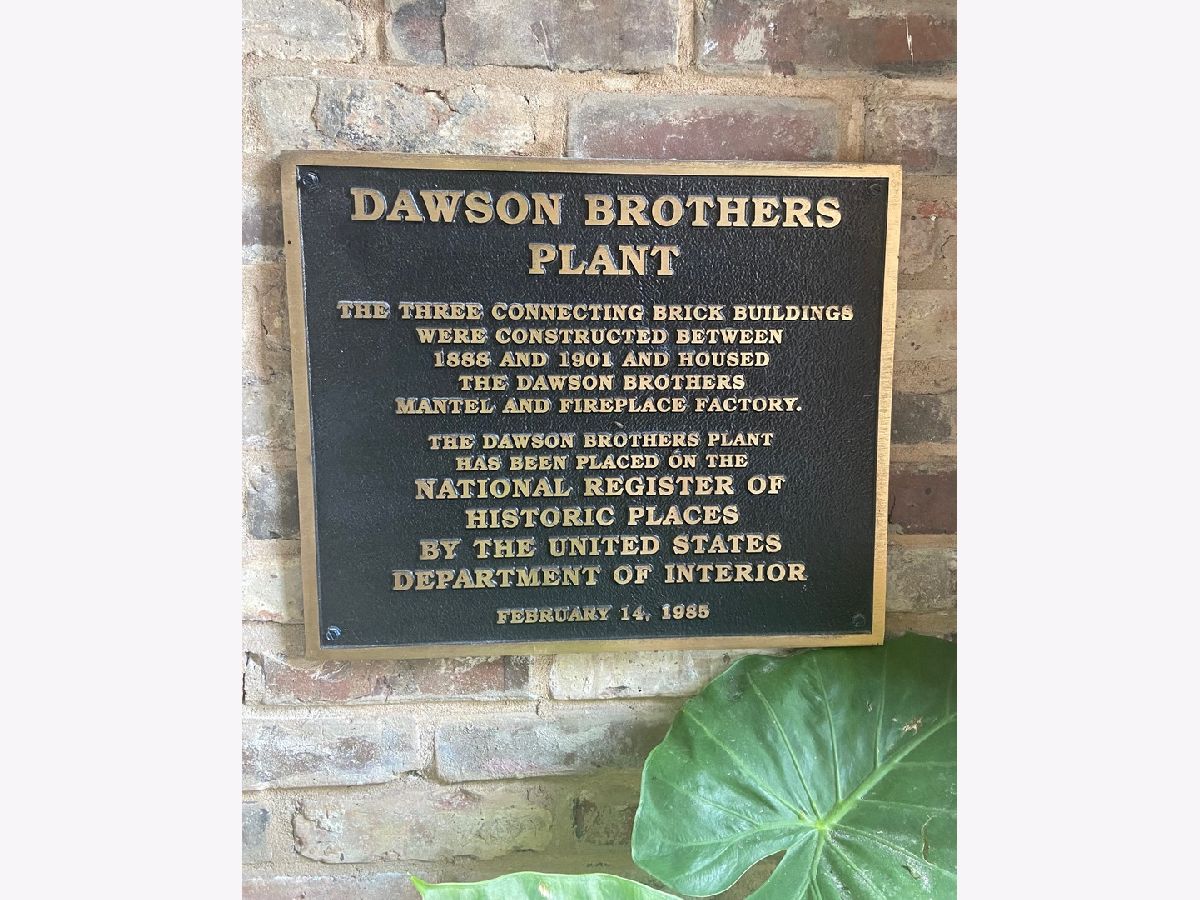 DAWSON BROTHERS
PLANT
THE THREE CONNECTING BRICK BUILDINGS
WERE CONSTRUCTED BETWEEN
1888 AND 1901 AND HOUSED
THE DAWSON BROTHERS
MANTEL AND FIREPLACE FACTORY.
THE DAWSON BROTHERS PLANT
HAS BEEN PLACED ON THE
NATIONAL REGISTER OF
HISTORIC PLACES
BY THE UNITED STATES
DEPARTMENT OF INTERIOR
FEBRUARY 14, 1985